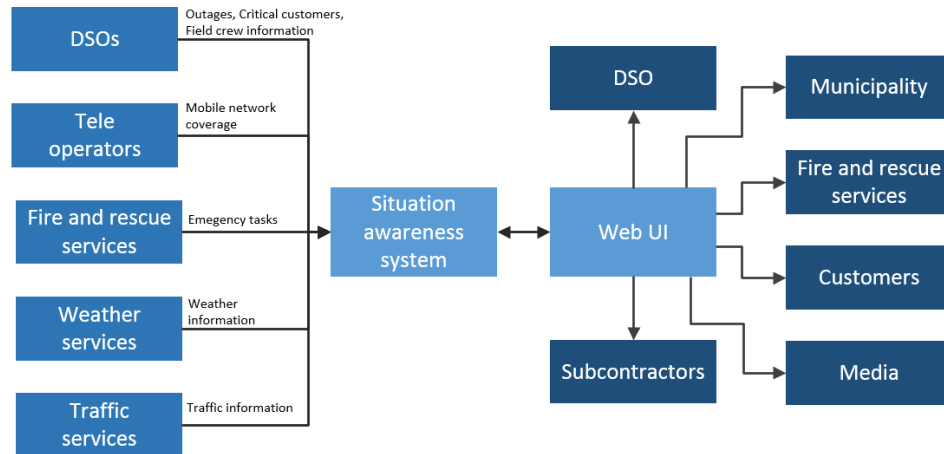 DSOs
Outages, Critical customers,
Field crew information
Tele
operators
Mobile network
coverage
Fire and rescue
services
Emegency tasks
Weather
services
Weather
information
Traffic
services
Traffic information
Situation
awareness
system
Web UI
DSO
Subcontractors
Municipality
Fire and rescue
services
Customers
Media